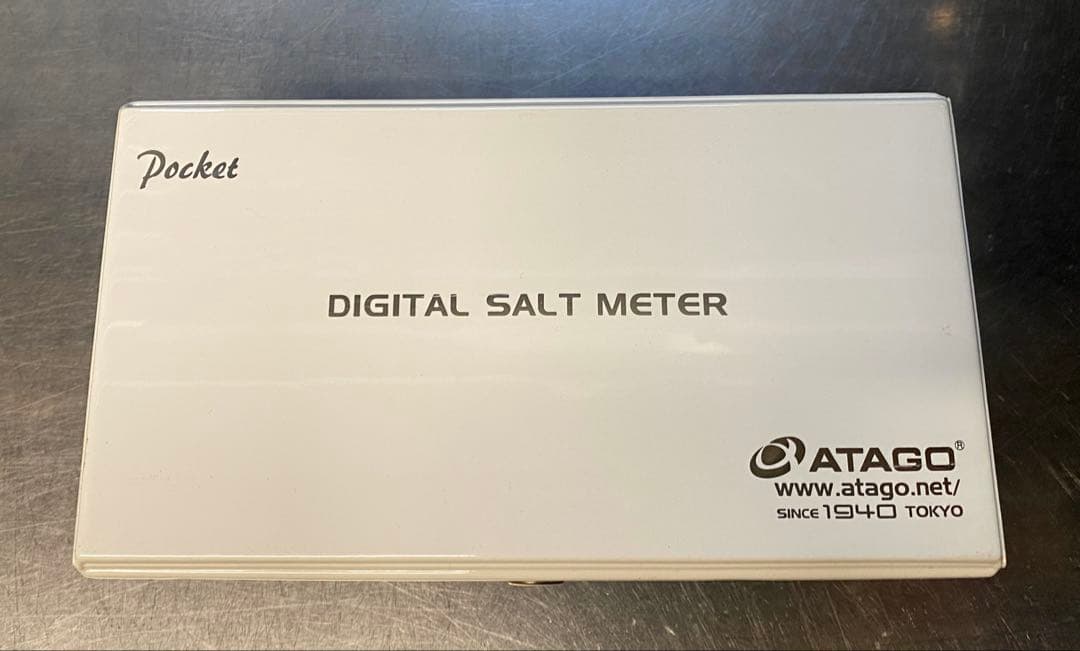 Pocket
DIGITAL SALT METER
ATAGO®
www.atago.net/
SINCE 1940 TOKYO